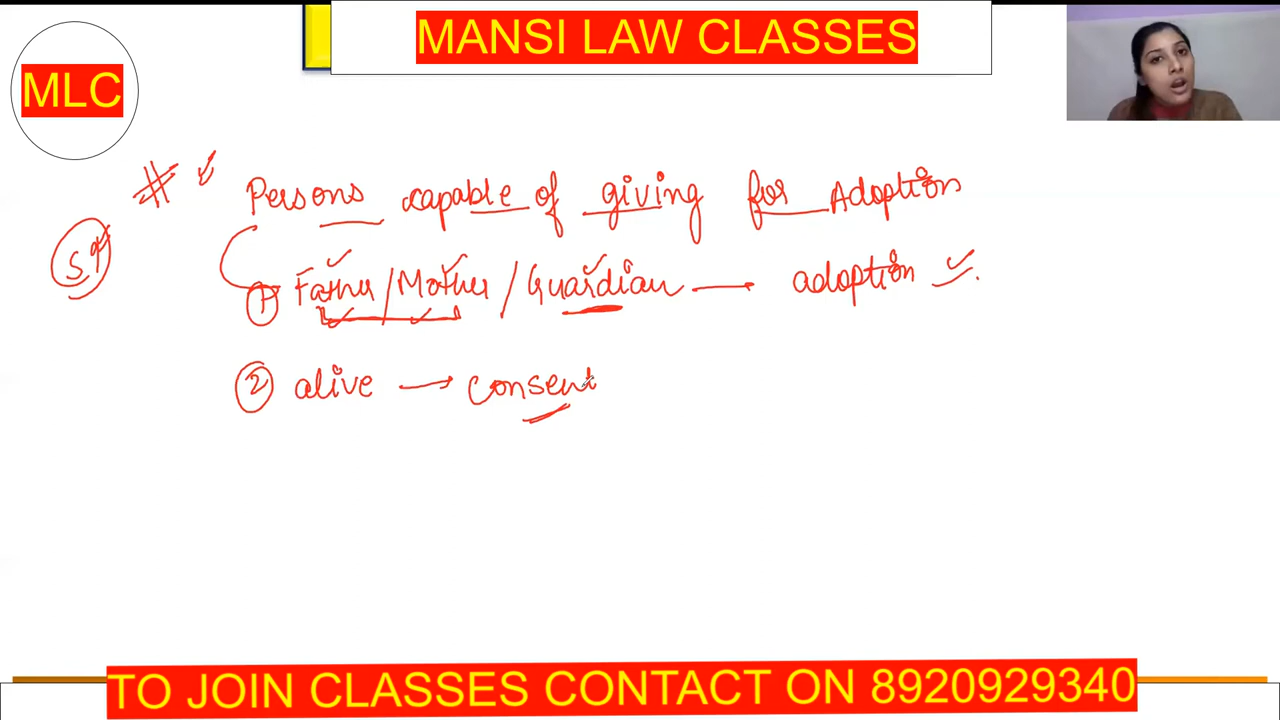 MANSI LAW CLASSES
MLC
Persons capable of giving for Adoption
S9
① Father/Mother/Guardian → adoption ✓.
② alive → consent
TO JOIN CLASSES CONTACT ON 8920929340